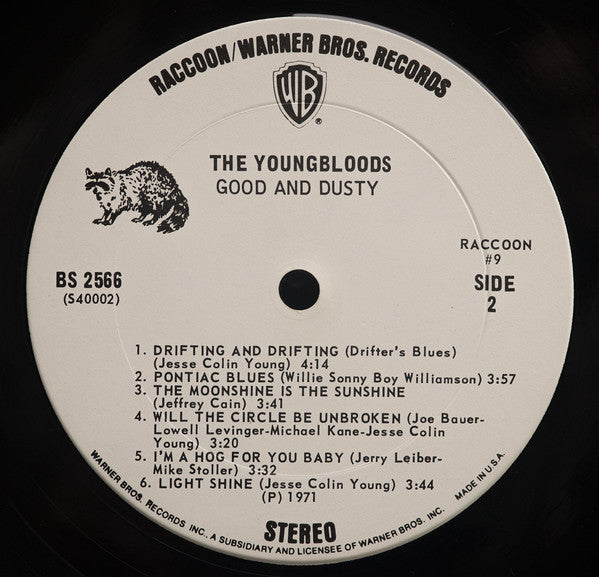 RACCOON/WARNER BROS. RECORDS
WB
®
THE YOUNGBLOODS
GOOD AND DUSTY
RACCOON
#9
BS 2566
(S40002)
SIDE
2
1. DRIFTING AND DRIFTING (Drifter's Blues)
(Jesse Colin Young) 4:14
2. PONTIAC BLUES (Willie Sonny Boy Williamson) 3:57
3. THE MOONSHINE IS THE SUNSHINE
(Jeffrey Cain) 3:41
4. WILL THE CIRCLE BE UNBROKEN (Joe Bauer-
Lowell Levinger-Michael Kane-Jesse Colin
Young) 3:20
5. I'M A HOG FOR YOU BABY (Jerry Leiber-
Mike Stoller) 3:32
6. LIGHT SHINE (Jesse Colin Young) 3:44
(P) 1971
STEREO
WARNER BROS. RECORDS INC., A SUBSIDIARY AND LICENSEE OF WARNER BROS. INC. MADE IN U.S.A.